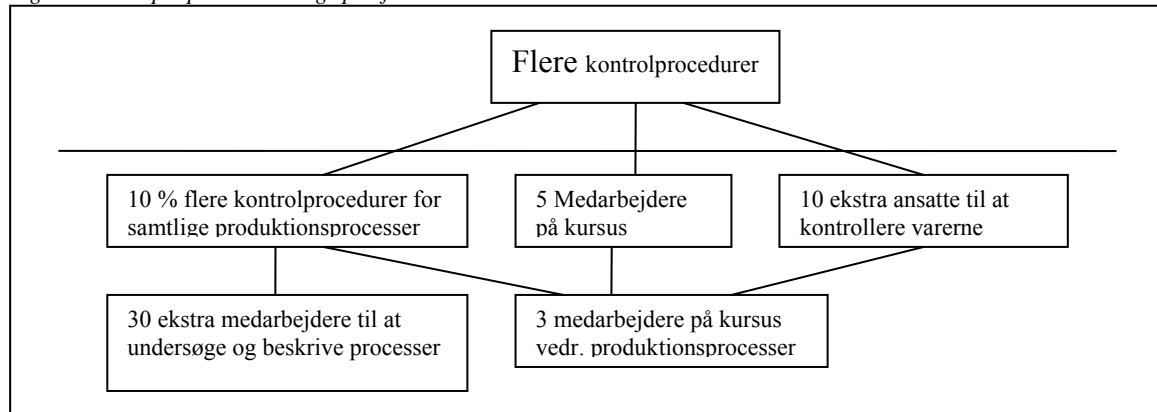 Flere kontrolprocedurer
10 % flere kontrolprocedurer for
samtlige produktionsprocesser
5 Medarbejdere
på kursus
10 ekstra ansatte til at
kontrollere varerne
30 ekstra medarbejdere til at
undersøge og beskrive processer
3 medarbejdere på kursus
vedr. produktionsprocesser